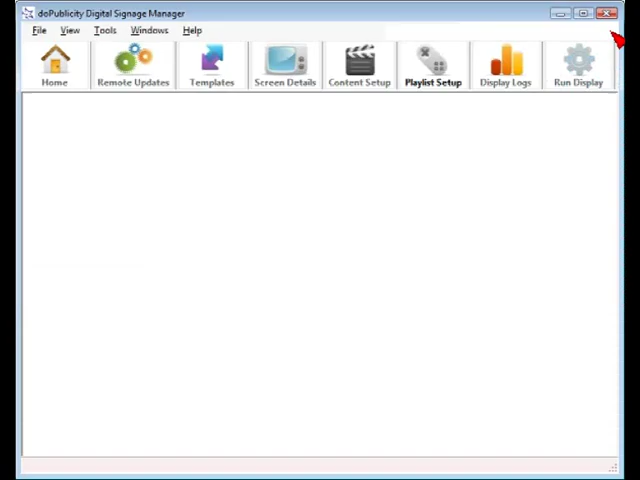 doPublicity Digital Signage Manager
File View Tools Windows Help
Home Remote Updates Templates Screen Details Content Setup Playlist Setup Display Logs Run Display